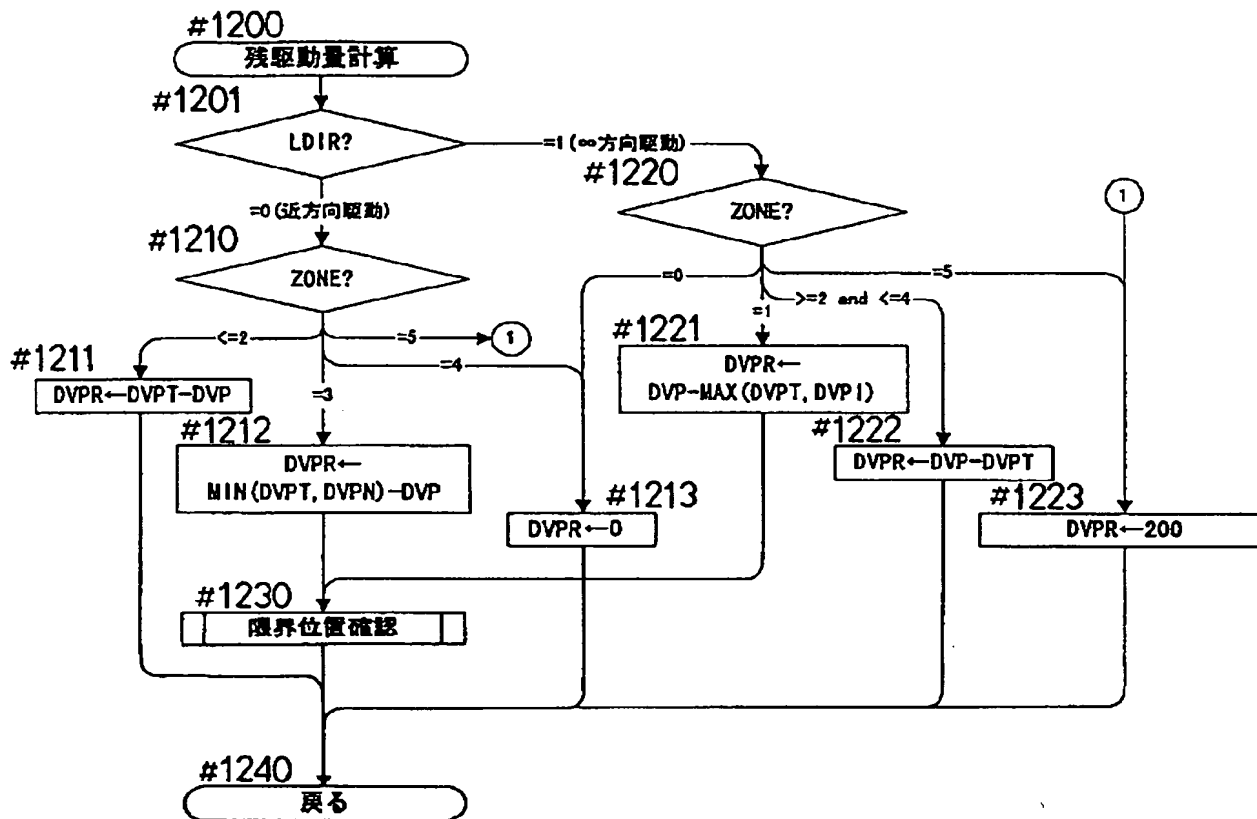 #1200
残駆動量計算
#1201
LDIR?
=1(∞方向駆動)
#1220
ZONE?
1
=0(近方向駆動)
#1210
ZONE?
=0
=5
>=2 and <=4
=1
<=2
=5
1
=4
=3
#1211
DVPR←DVPT-DVP
#1221
DVPR←
DVP-MAX(DVPT,DVPI)
#1212
DVPR←
MIN(DVPT,DVPN)-DVP
#1222
DVPR←DVP-DVPT
#1213
DVPR←0
#1223
DVPR←200
#1230
限界位置確認
#1240
戻る